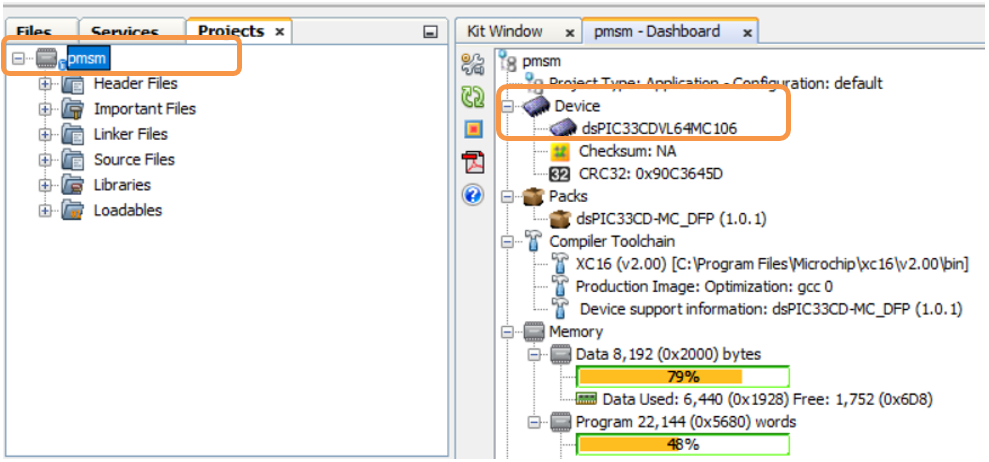 Files Services Projects ×
pmsm
Header Files
Important Files
Linker Files
Source Files
Libraries
Loadables
Kit Window × pmsm - Dashboard ×
pmsm
Project Type: Application - Configuration: default
Device
dsPIC33CDVL64MC106
Checksum: NA
32 CRC32: 0x90C3645D
Packs
dsPIC33CD-MC_DFP (1.0.1)
Compiler Toolchain
XC16 (v2.00) [C:\Program Files\Microchip\xc16\v2.00\bin]
Production Image: Optimization: gcc 0
Device support information: dsPIC33CD-MC_DFP (1.0.1)
Memory
Data 8,192 (0x2000) bytes
79%
Data Used: 6,440 (0x1928) Free: 1,752 (0x6D8)
Program 22,144 (0x5680) words
48%